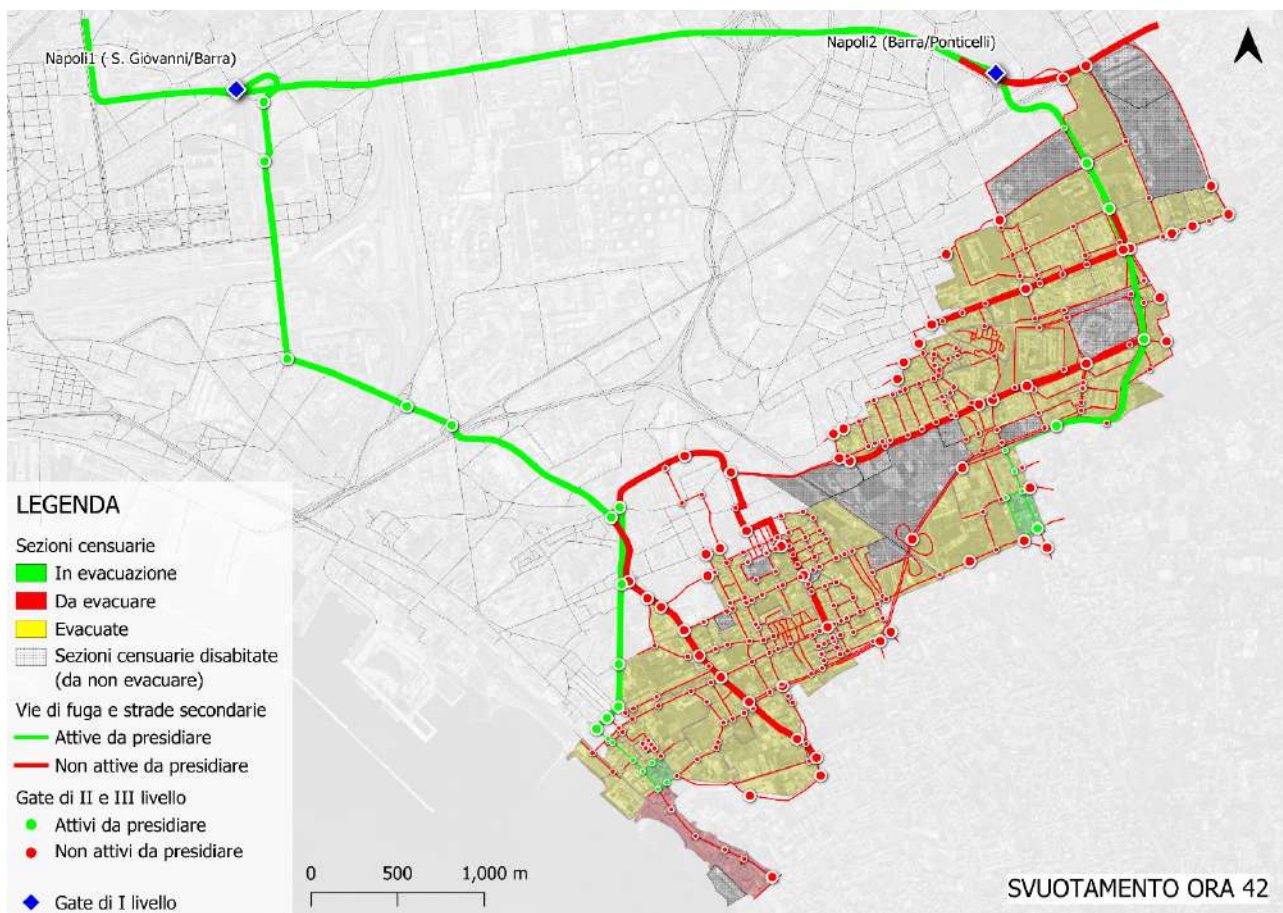 Napoli1 ( S. Giovanni/Barra)
Napoli2 (Barra/Ponticelli)
LEGENDA
Sezioni censuarie
In evacuazione
Da evacuare
Evacuate
Sezioni censuarie disabitate
(da non evacuare)
Vie di fuga e strade secondarie
Attive da presidiare
Non attive da presidiare
Gate di II e III livello
Attivi da presidiare
Non attivi da presidiare
Gate di I livello
0 500 1,000 m
SVUOTAMENTO ORA 42